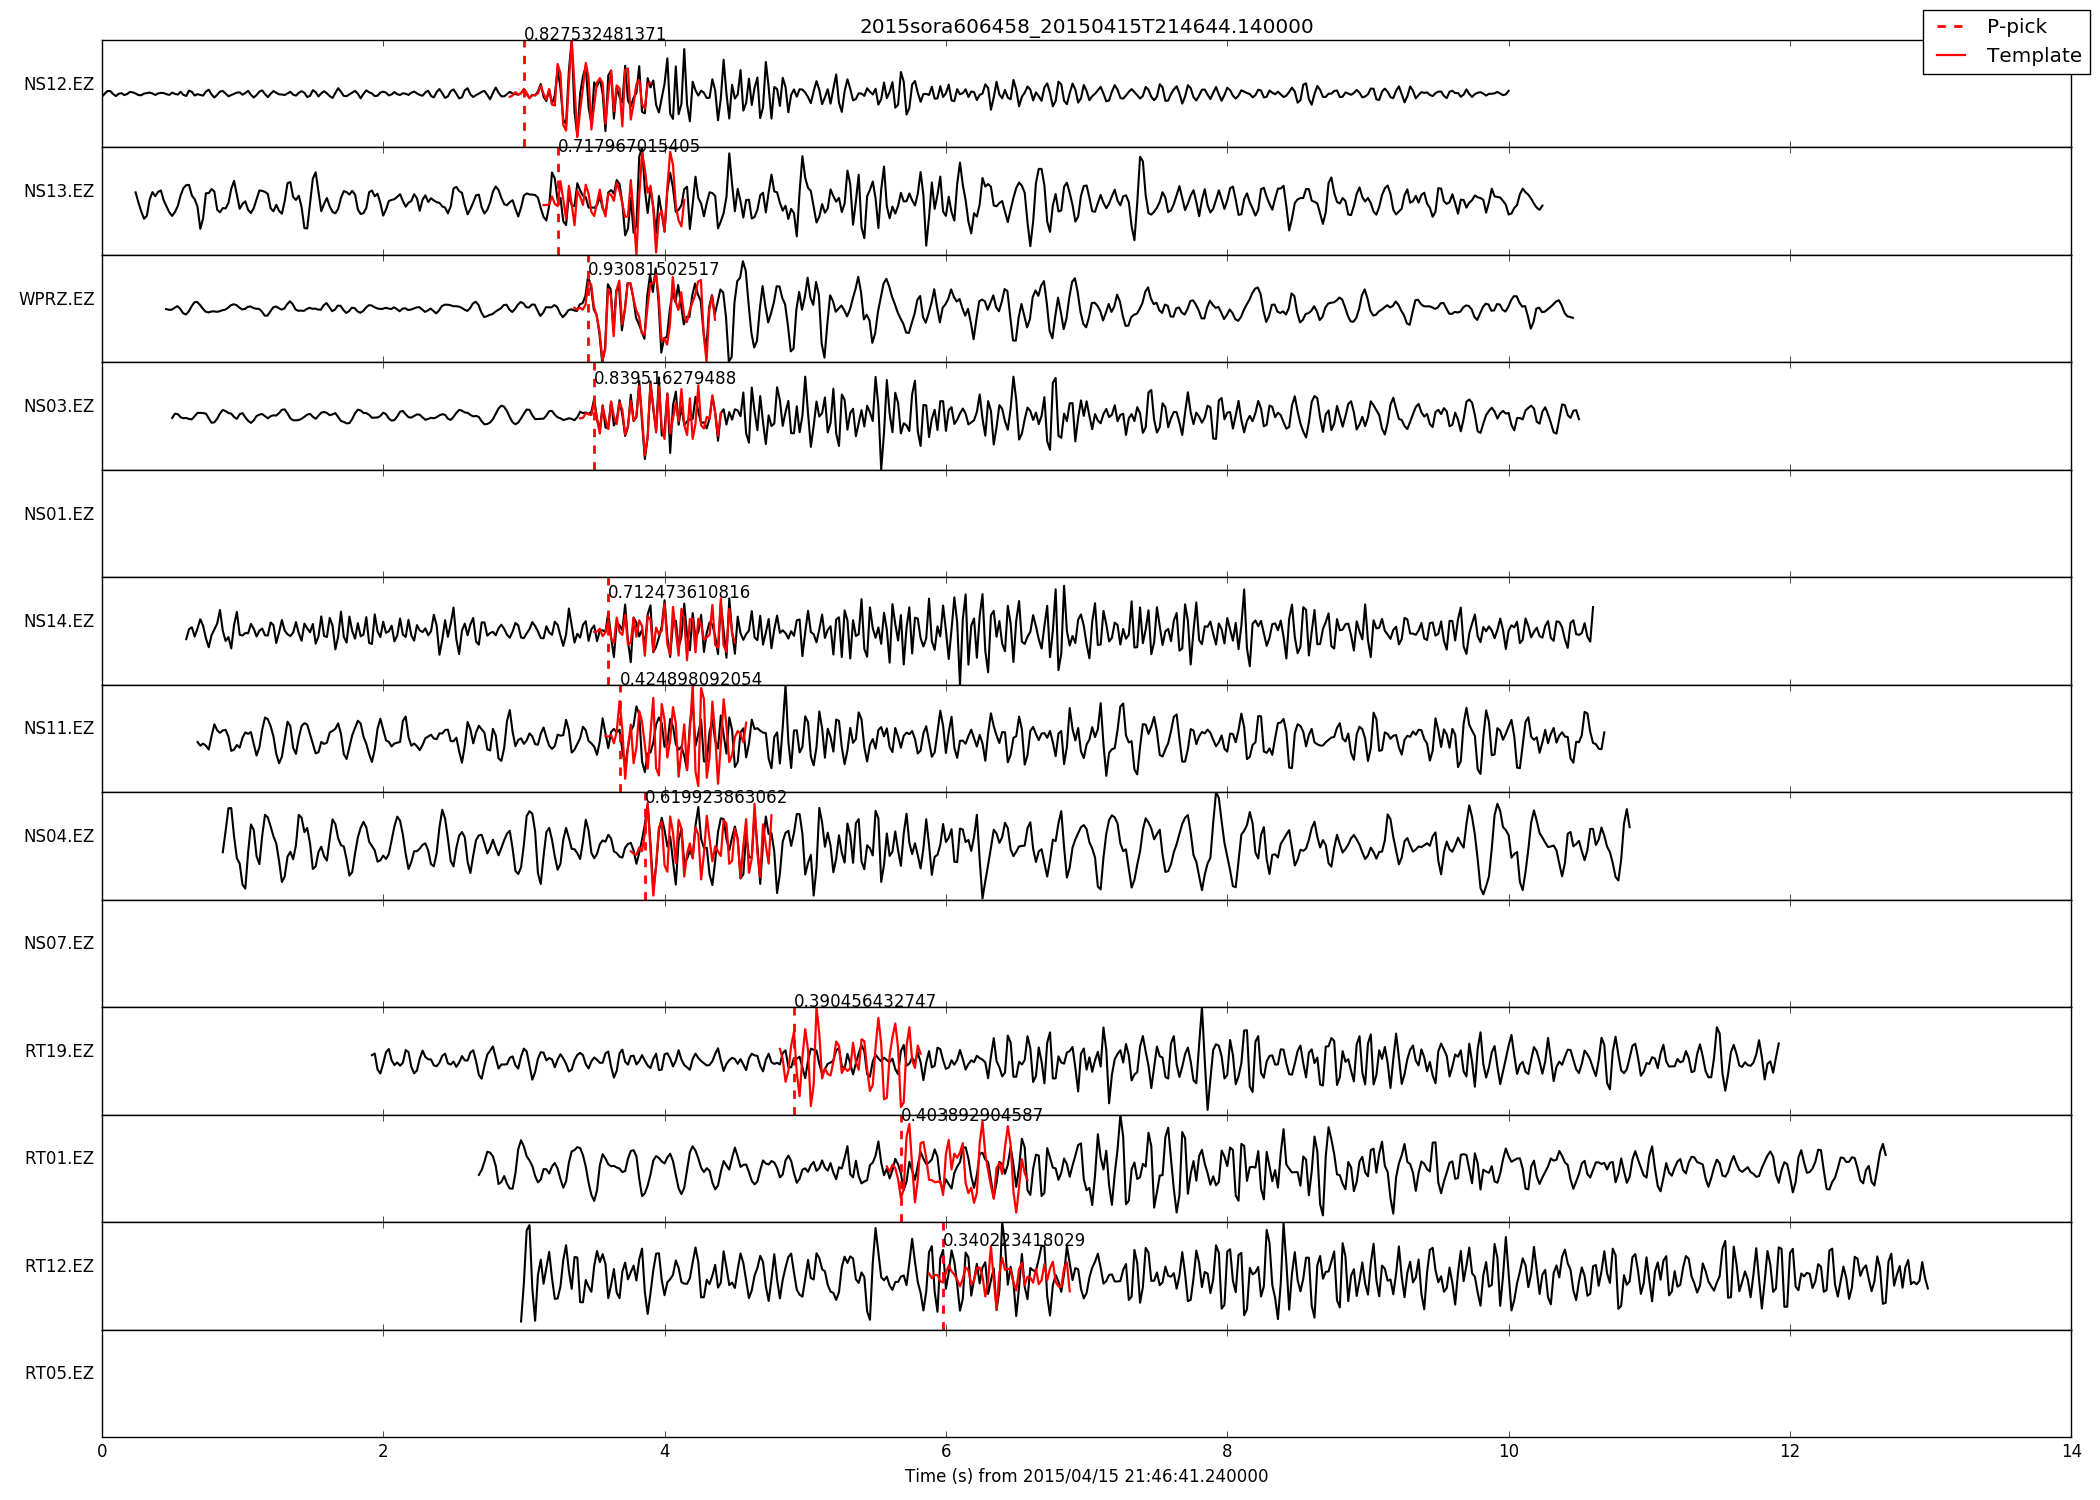 2015sora606458_20150415T214644.140000
P-pick
Template
NS12.EZ
0.827532481371
NS13.EZ
0.717967015405
WPRZ.EZ
0.93081502517
NS03.EZ
0.839516279488
NS01.EZ
NS14.EZ
0.712473610816
NS11.EZ
0.424898092054
NS04.EZ
0.619923863062
NS07.EZ
RT19.EZ
0.390456432747
RT01.EZ
0.403892904587
RT12.EZ
0.340223418029
RT05.EZ
0 2 4 6 8 10 12 14
Time (s) from 2015/04/15 21:46:41.240000